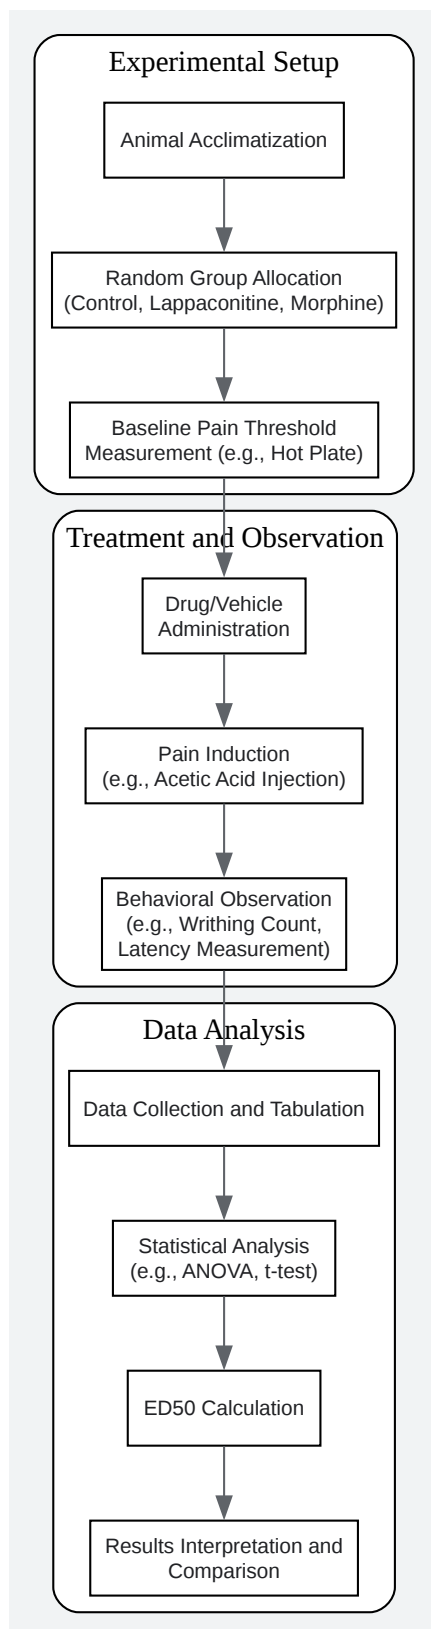 Experimental Setup
Animal Acclimatization
Random Group Allocation
(Control, Lappaconitine, Morphine)
Baseline Pain Threshold
Measurement (e.g., Hot Plate)
Treatment and Observation
Drug/Vehicle
Administration
Pain Induction
(e.g., Acetic Acid Injection)
Behavioral Observation
(e.g., Writhing Count,
Latency Measurement)
Data Analysis
Data Collection and Tabulation
Statistical Analysis
(e.g., ANOVA, t-test)
ED50 Calculation
Results Interpretation and
Comparison